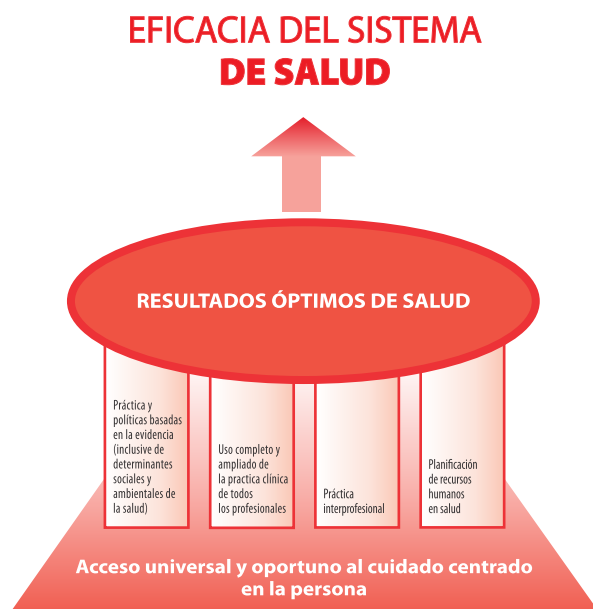 EFICACIA DEL SISTEMA
DE SALUD
RESULTADOS ÓPTIMOS DE SALUD
Práctica y
políticas basadas
en la evidencia
(inclusive de
determinantes
sociales y
ambientales de
la salud)
Uso completo y
ampliado de
la practica clínica
de todos
los profesionales
Práctica
interprofesional
Planificación
de recursos
humanos
en salud
Acceso universal y oportuno al cuidado centrado
en la persona